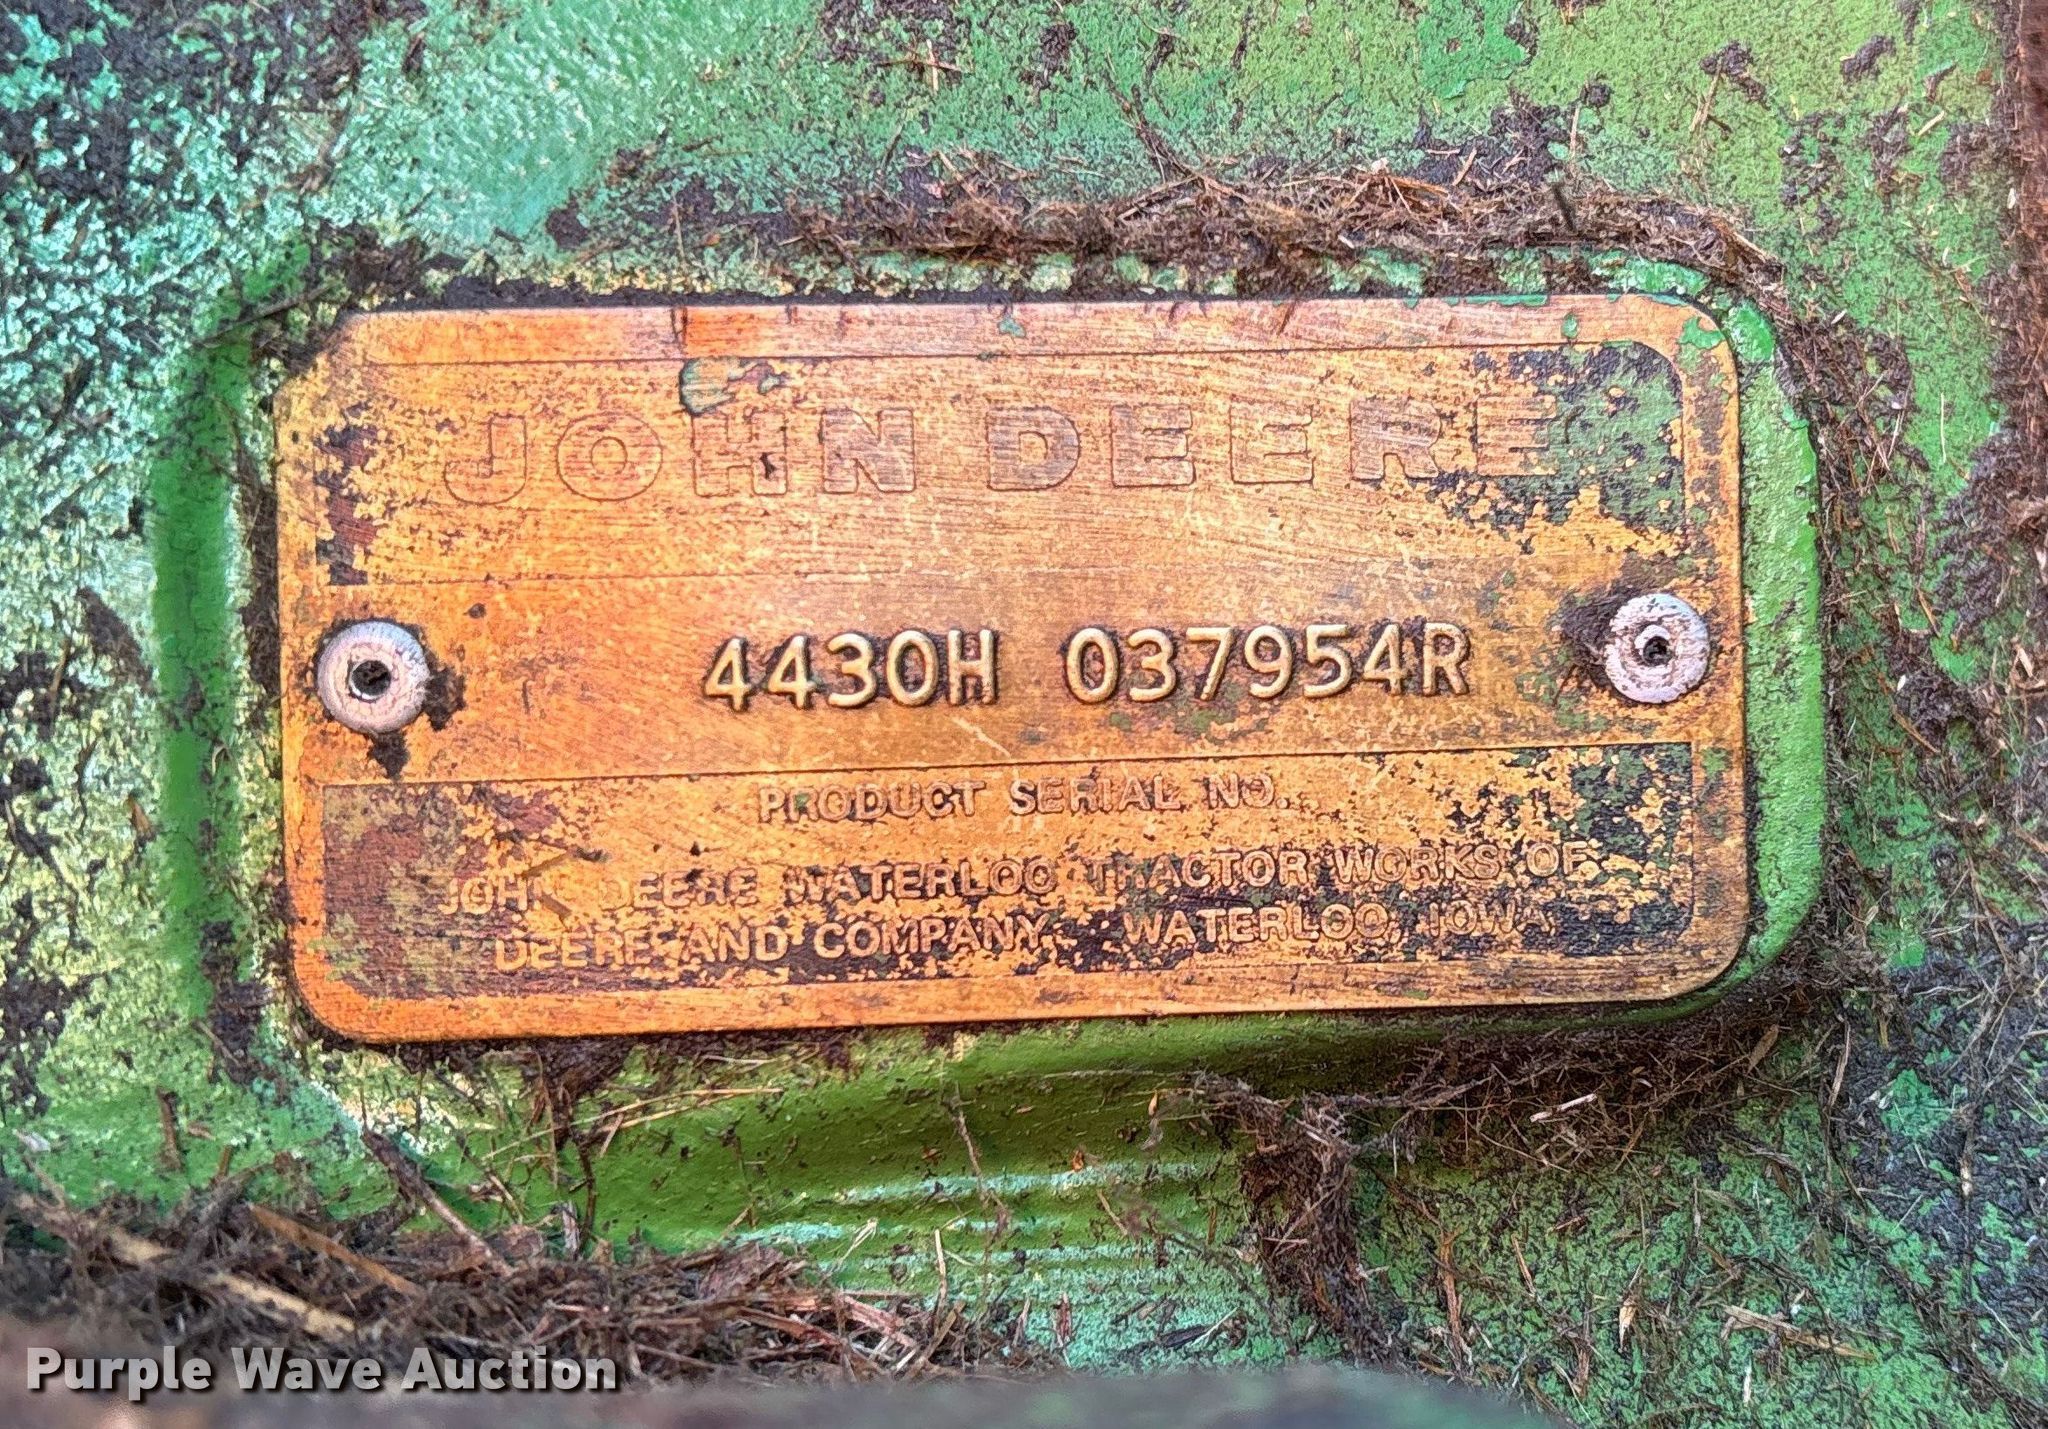 JOHN DEERE
4430H 037954R
PRODUCT SERIAL NO.
JOHN DEERE WATERLOO TRACTOR WORKS OF
DEERE AND COMPANY WATERLOO, IOWA
Purple Wave Auction